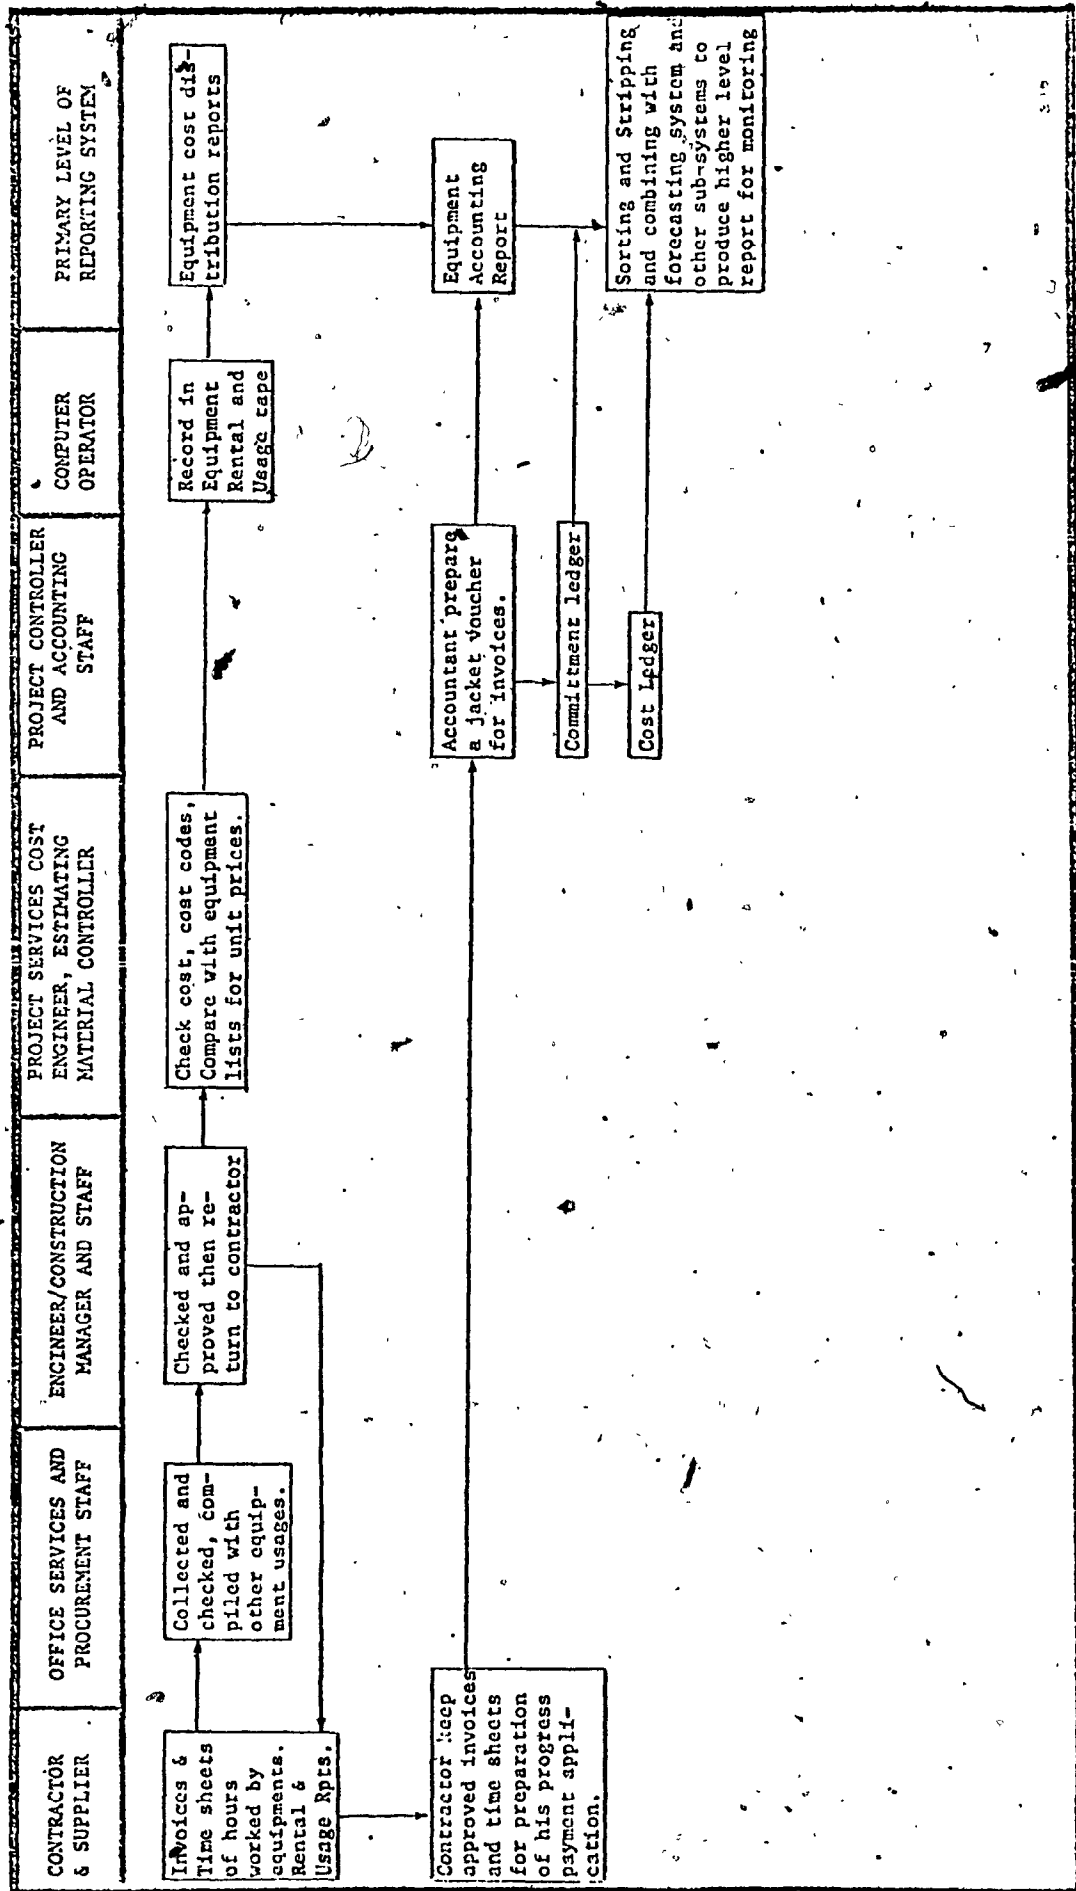 CONTRACTOR
& SUPPLIER
OFFICE SERVICES AND
PROCUREMENT STAFF
ENGINEER/CONSTRUCTION
MANAGER AND STAFF
PROJECT SERVICES COST
ENGINEER, ESTIMATING
MATERIAL CONTROLLER
PROJECT CONTROLLER
AND ACCOUNTING
STAFF
COMPUTER
OPERATOR
PRIMARY LEVEL OF
REPORTING SYSTEM
Invoices &
Time sheets
of hours
worked by
equipments.
Rental &
Usage Rpts.
Collected and
checked, com-
piled with
other equip-
ment usages.
Checked and ap-
proved then re-
turn to contractor
Check cost, cost codes,
Compare with equipment
lists for unit prices.
Record in
Equipment
Rental and
Usage tape
Equipment cost dis-
tribution reports
Contractor keep
approved invoices
and time sheets
for preparation
of his progress
payment appli-
cation.
Accountant prepare
a jacket voucher
for invoices.
Equipment
Accounting
Report
Committment ledger
Cost Ledger
Sorting and Stripping
and combining with
forecasting system and
other sub-systems to
produce higher level
report for monitoring